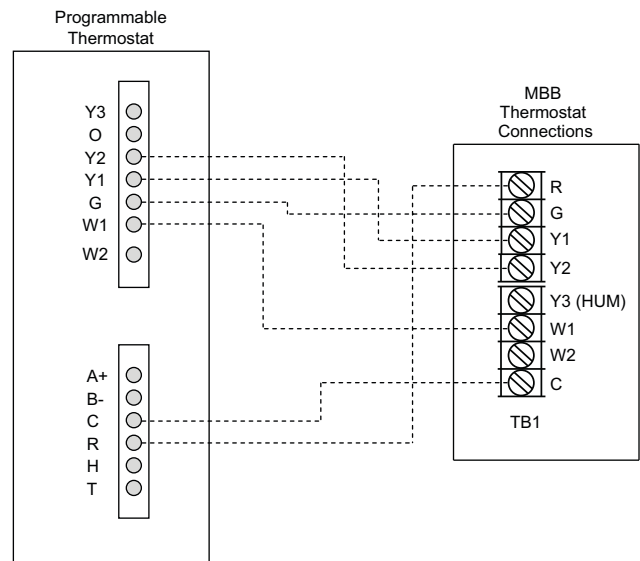 Programmable
Thermostat
Y3
O
Y2
Y1
G
W1
W2
A+
B-
C
R
H
T
MBB
Thermostat
Connections
R
G
Y1
Y2
Y3 (HUM)
W1
W2
C
TB1